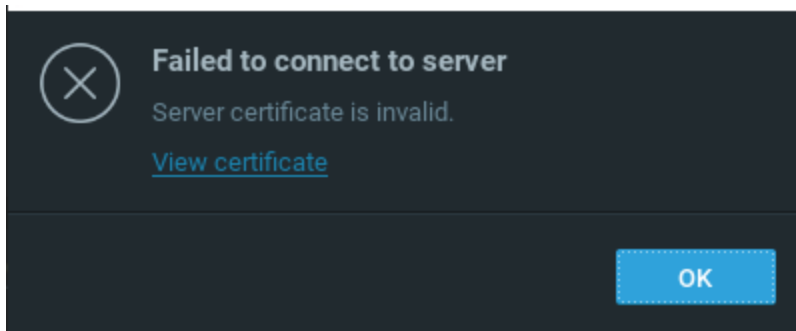 Failed to connect to server
Server certificate is invalid.
View certificate
OK